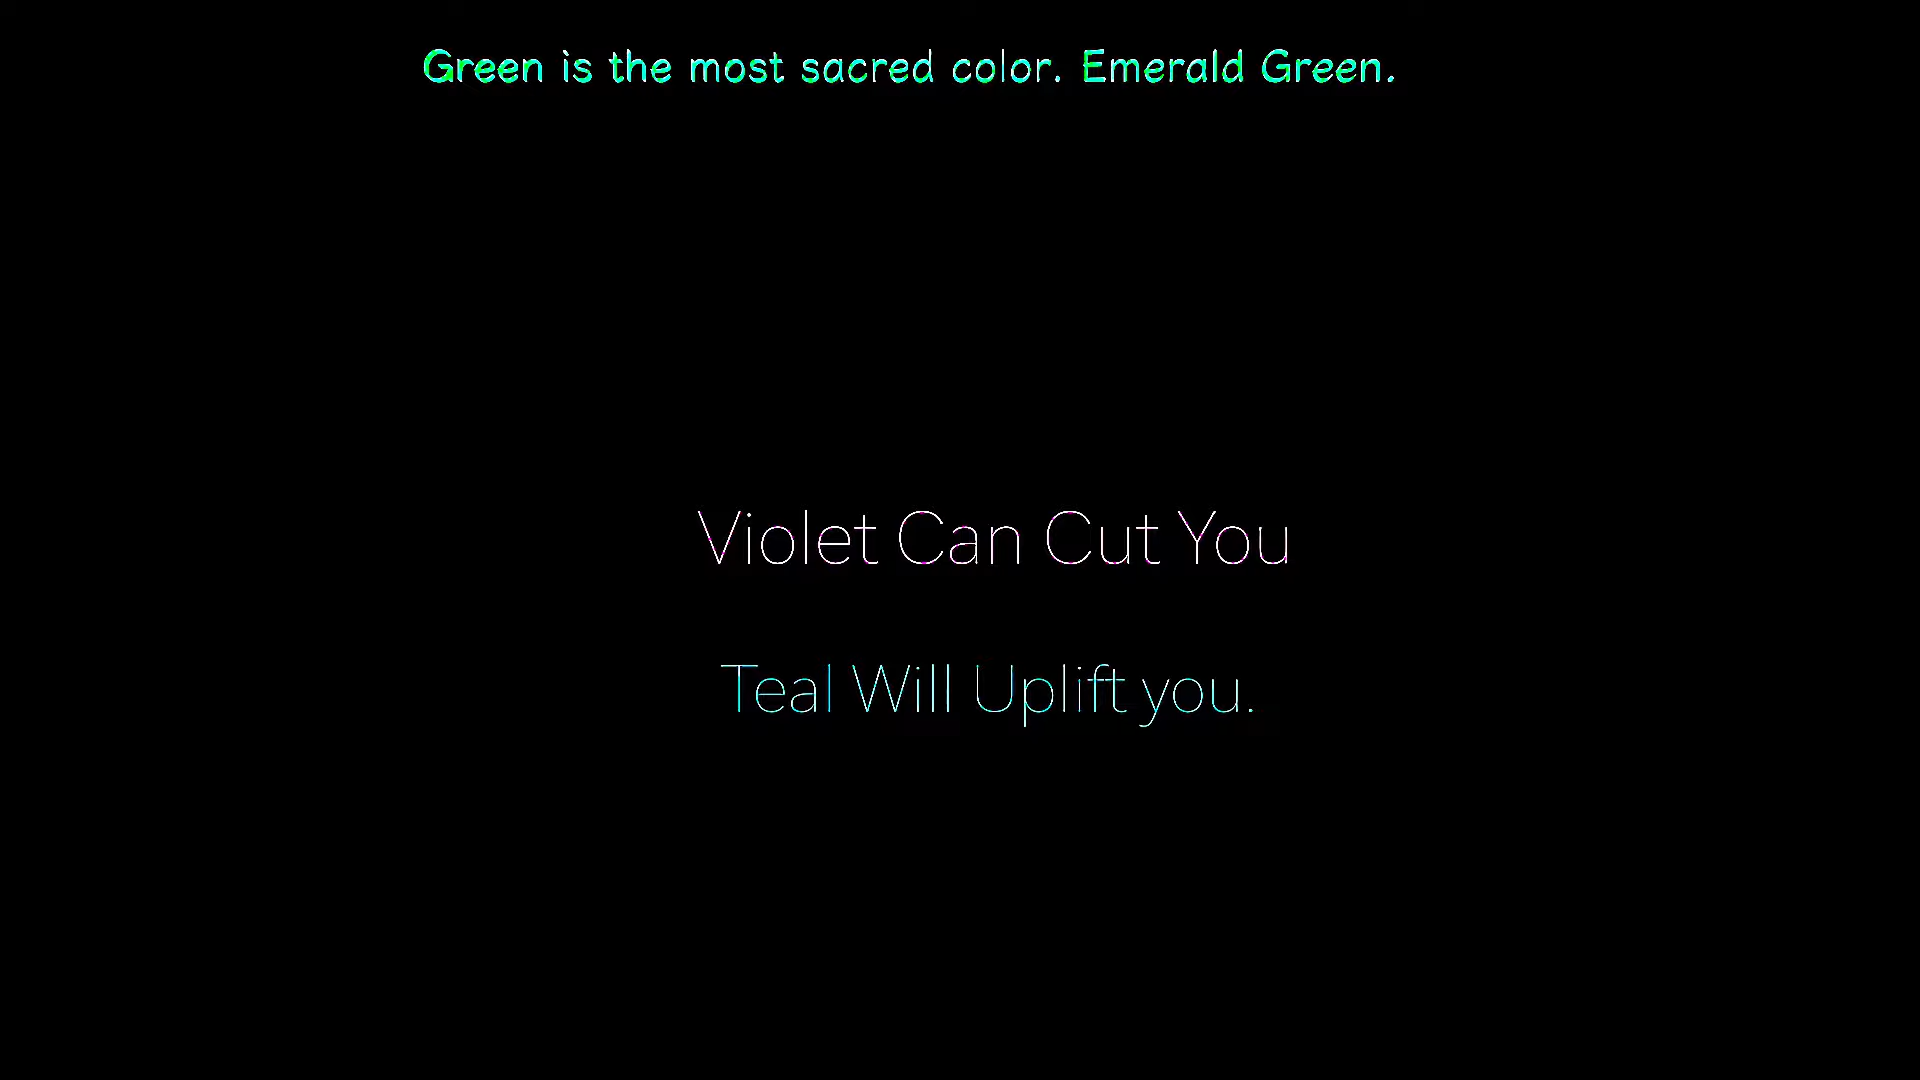 Green is the most sacred color. Emerald Green.
Violet Can Cut You
Teal Will Uplift you.